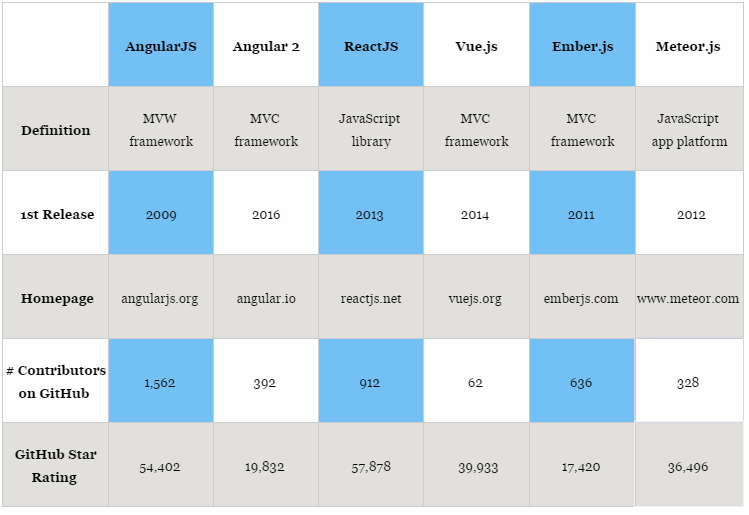 AngularJS Angular 2 ReactJS Vue.js Ember.js Meteor.js
Definition MVW framework MVC framework JavaScript library MVC framework MVC framework JavaScript app platform
1st Release 2009 2016 2013 2014 2011 2012
Homepage angularjs.org angular.io reactjs.net vuejs.org emberjs.com www.meteor.com
# Contributors on GitHub 1,562 392 912 62 636 328
GitHub Star Rating 54,402 19,832 57,878 39,933 17,420 36,496